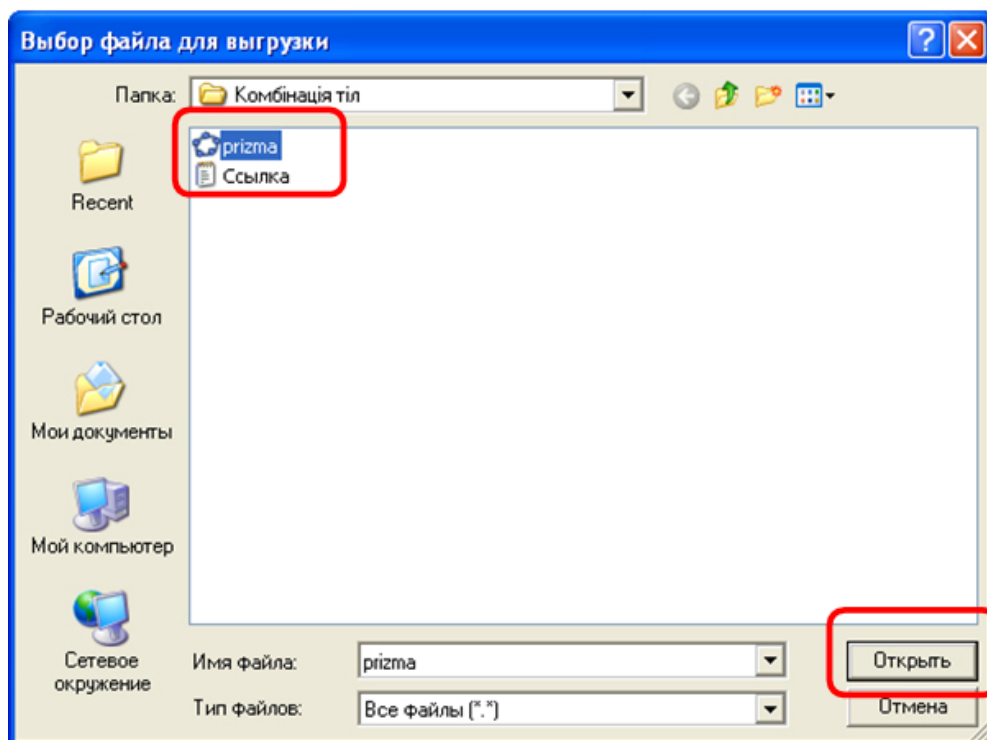 Выбор файла для выгрузки
Папка: Комбінація тіл
prizma
Ссылка
Recent
Рабочий стол
Мои документы
Мой компьютер
Сетевое
окружение
Имя файла: prizma Открыть
Тип файлов: Все файлы (*.*) Отмена